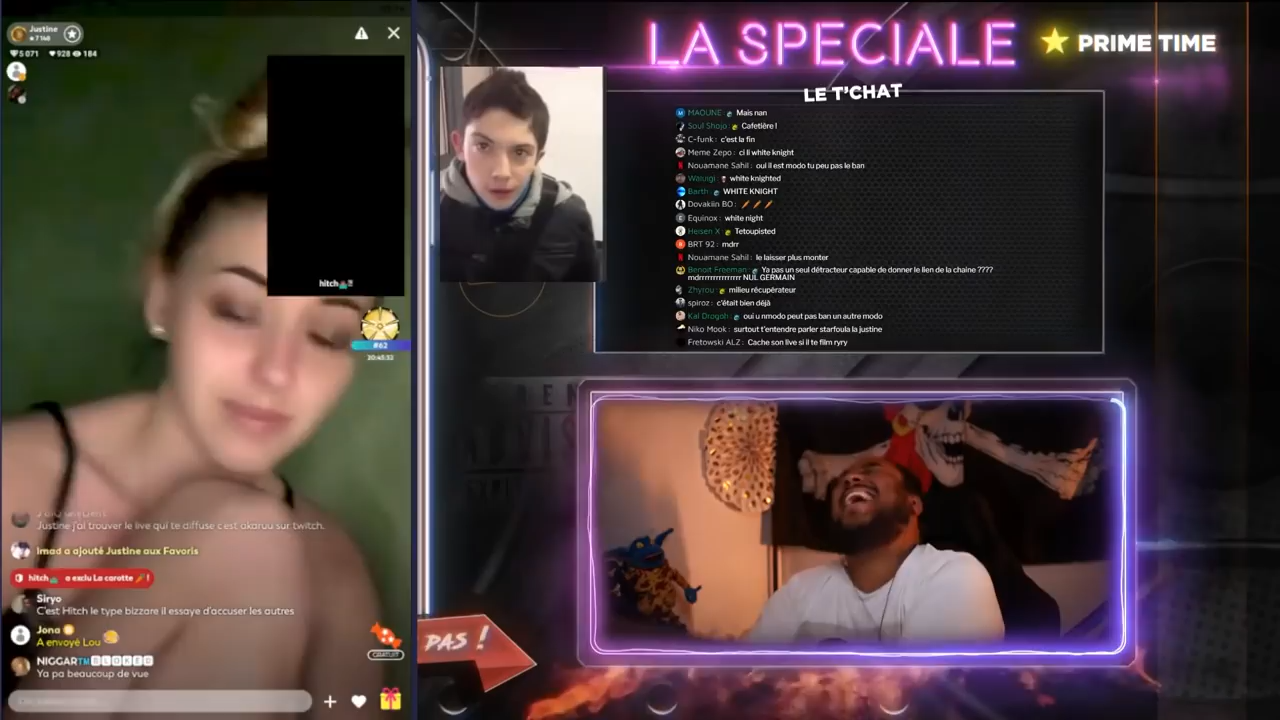 Justine
7148
5 071
928
184
hitch !!
#62
20:45:32
Justine j'ai trouver le live qui te diffuse c'est akaruu sur twitch.
Imad a ajouté Justine aux Favoris
hitch a exclu La carotte 🥕 !
Siryo
C'est Hitch le type bizzare il essaye d'accuser les autres
Jona
A envoyé Lou
GRATUIT
NIGGAR™ BLOKED
Ya pa beaucoup de vue
LA SPECIALE
PRIME TIME
LE T'CHAT
MAOUNE : Mais nan
Soul Shojo : Cafetière !
C-funk : c'est la fin
Meme Zepo : ci li white knight
Nouamane Sahil : oui il est modo tu peu pas le ban
Waluigi : white knighted
Barth : WHITE KNIGHT
Dovakiin BO : 🥕 🥕 🥕
Equinox : white night
Heisen X : Tetoupisted
BRT 92 : mdrr
Nouamane Sahil : le laisser plus monter
Benoit Freeman : Ya pas un seul détracteur capable de donner le lien de la chaine ????
mdrrrrrrrrrrrrrr NUL GERMAIN
Zhyrou : milieu récupérateur
spiroz : c'était bien déjà
Kal Drogoh : oui u nmodo peut pas ban un autre modo
Niko Mook : surtout t'entendre parler starfoula la justine
Fretowski ALZ : Cache son live si il te film ryry
PAS !